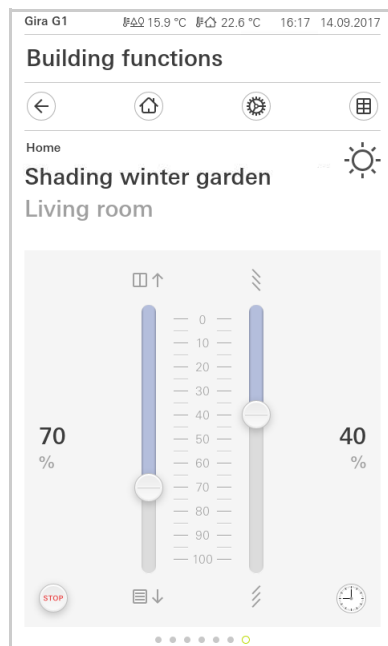 Gira G1 15.9 °C 22.6 °C 16:17 14.09.2017
Building functions
Home
Shading winter garden
Living room
0
10
20
30
40
50
60
70
80
90
100
70
%
40
%
STOP